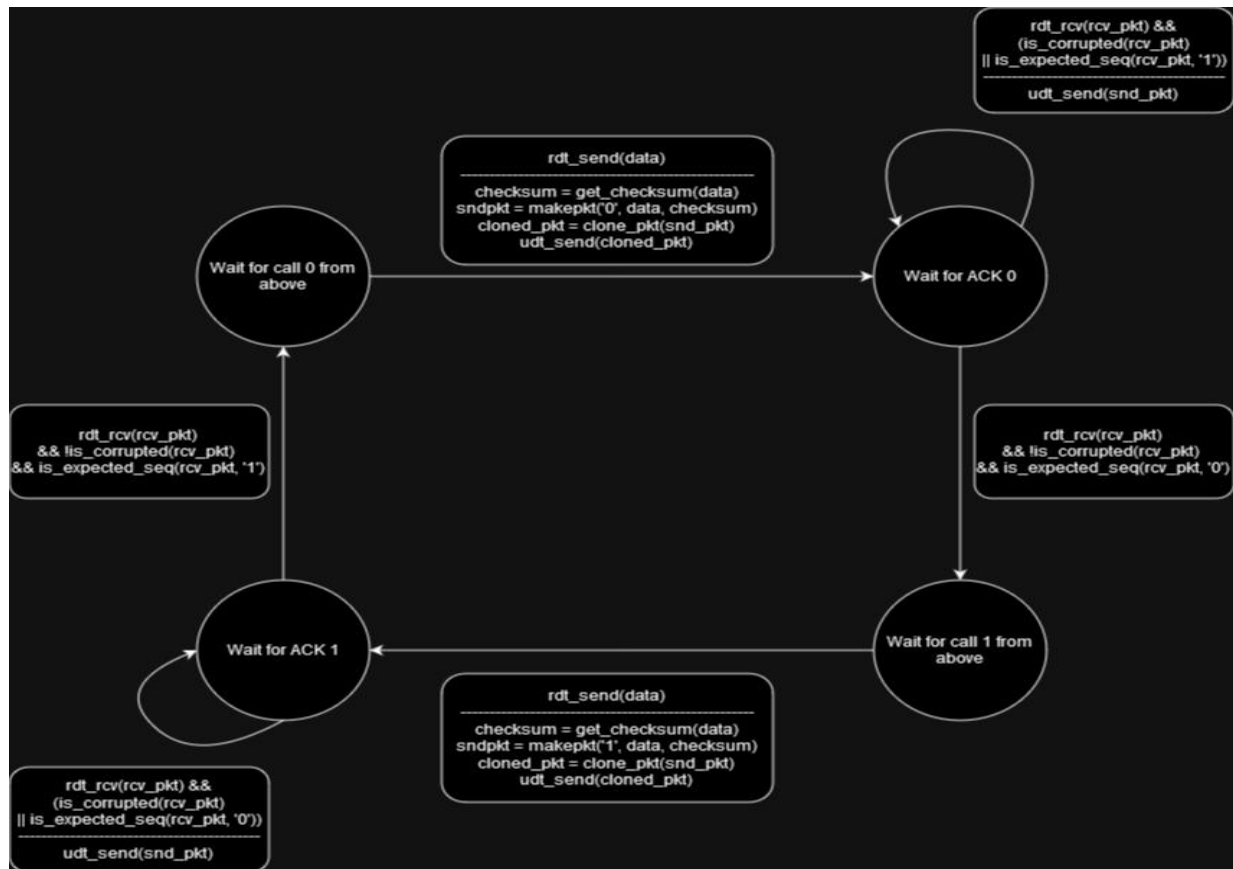 rdt_rcv(rcv_pkt) &&
(is_corrupted(rcv_pkt)
|| is_expected_seq(rcv_pkt, '1'))
udt_send(snd_pkt)
rdt_send(data)
checksum = get_checksum(data)
sndpkt = makepkt('0', data, checksum)
cloned_pkt = clone_pkt(snd_pkt)
udt_send(cloned_pkt)
Wait for call 0 from
above
Wait for ACK 0
rdt_rcv(rcv_pkt)
&& !is_corrupted(rcv_pkt)
&& is_expected_seq(rcv_pkt, '1')
rdt_rcv(rcv_pkt)
&& !is_corrupted(rcv_pkt)
&& is_expected_seq(rcv_pkt, '0')
Wait for ACK 1
Wait for call 1 from
above
rdt_send(data)
checksum = get_checksum(data)
sndpkt = makepkt('1', data, checksum)
cloned_pkt = clone_pkt(snd_pkt)
udt_send(cloned_pkt)
rdt_rcv(rcv_pkt) &&
(is_corrupted(rcv_pkt)
|| is_expected_seq(rcv_pkt, '0'))
udt_send(snd_pkt)